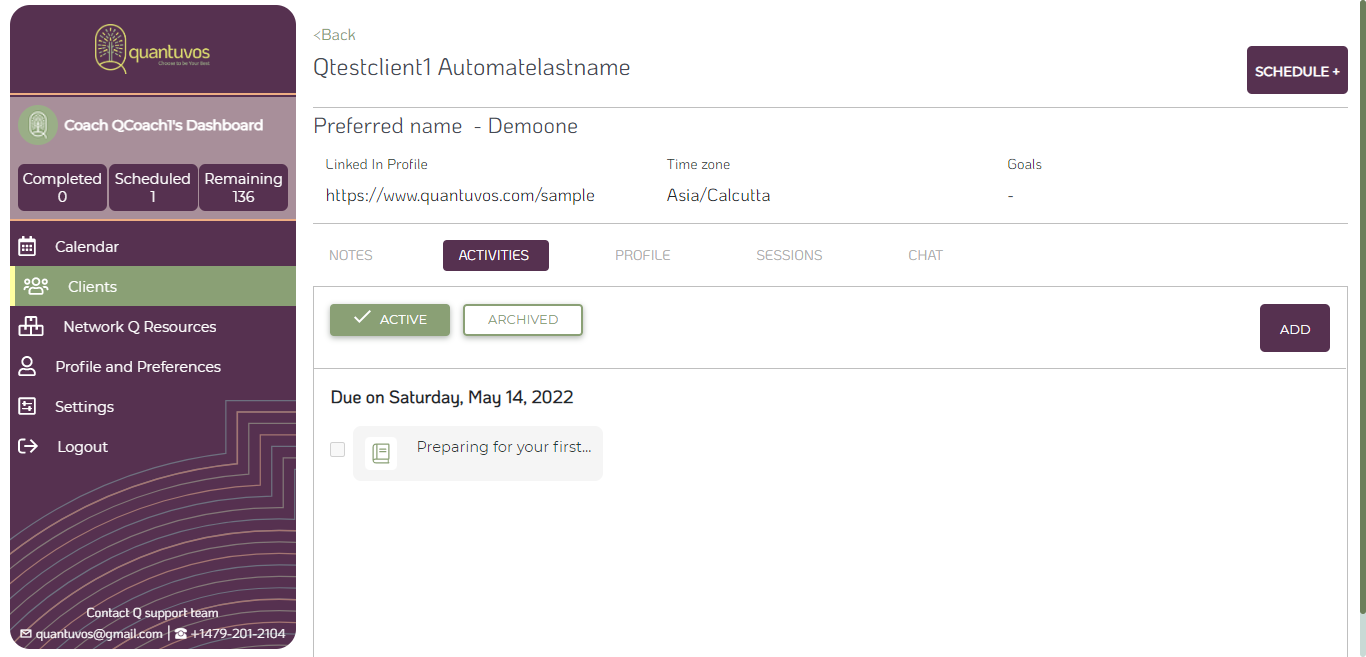 quantuvos
Choose to be Your Best
Coach QCoach1's Dashboard
Completed
0
Scheduled
1
Remaining
136
Calendar
Clients
Network Q Resources
Profile and Preferences
Settings
Logout
Contact Q support team
quantuvos@gmail.com | +1479-201-2104
<Back
Qtestclient1 Automatelastname
SCHEDULE +
Preferred name - Demoone
Linked In Profile
https://www.quantuvos.com/sample
Time zone
Asia/Calcutta
Goals
-
NOTES
ACTIVITIES
PROFILE
SESSIONS
CHAT
ACTIVE
ARCHIVED
ADD
Due on Saturday, May 14, 2022
Preparing for your first...